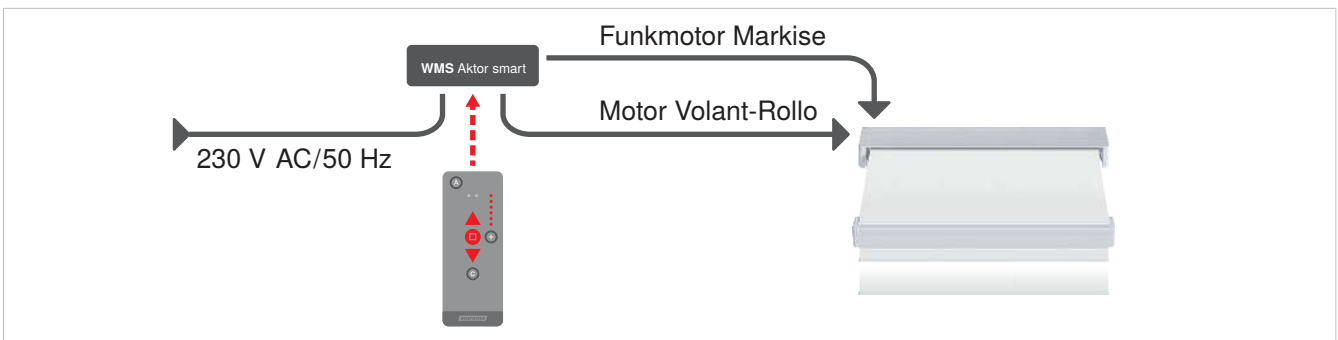 Funkmotor Markise
WMS Aktor smart
Motor Volant-Rollo
230 V AC/50 Hz
A
+
C